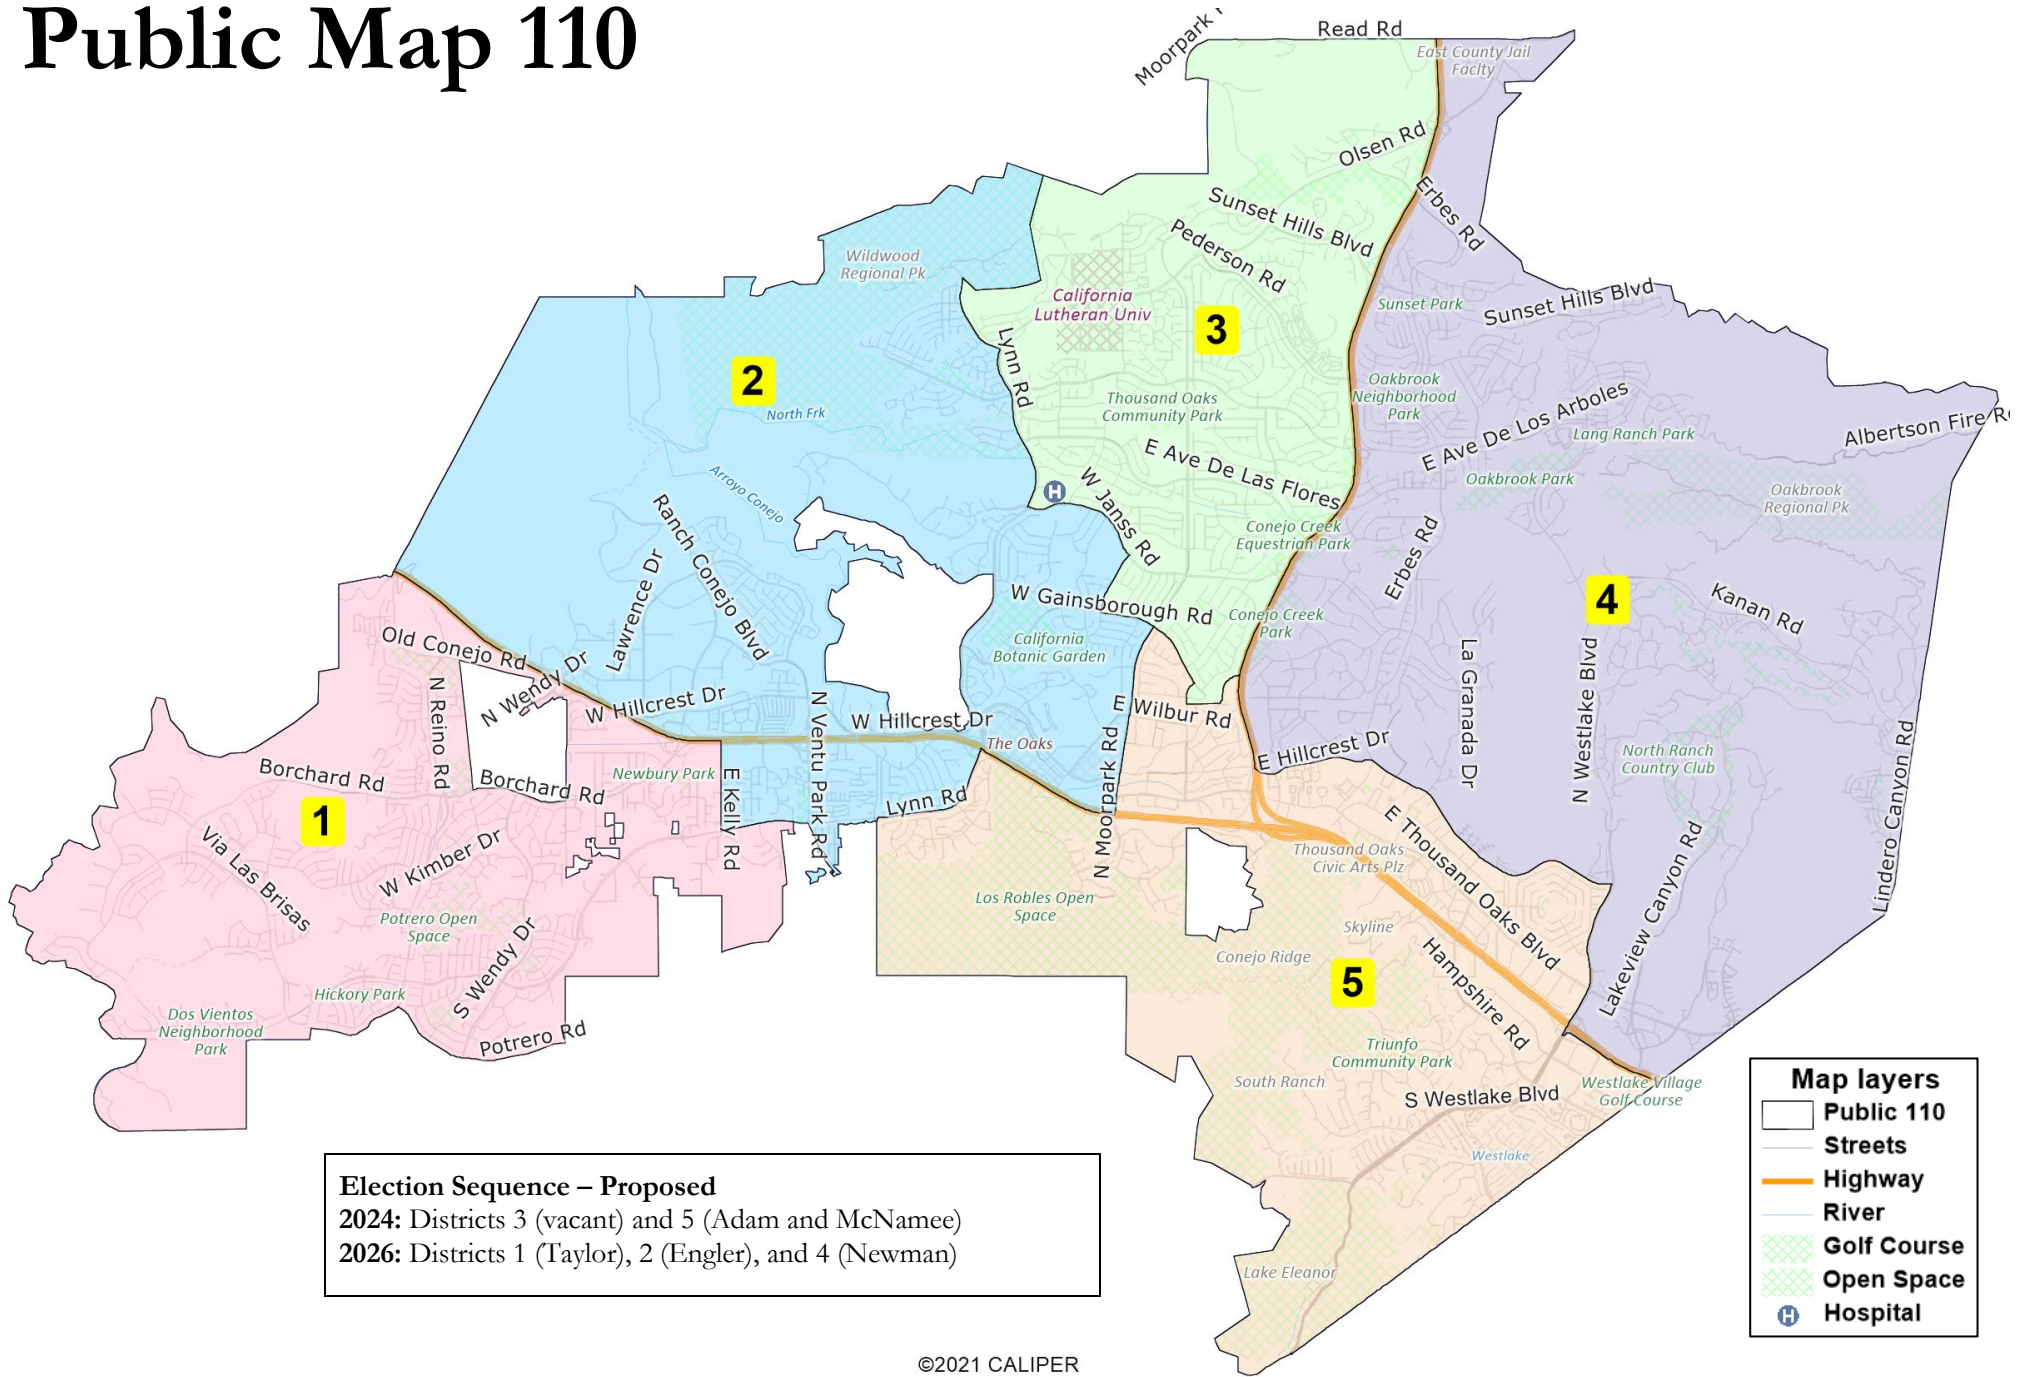 Public Map 110
Read Rd
East County Jail
Faclty
Moorpark
Olsen Rd
Erbes Rd
Sunset Hills Blvd
Pederson Rd
Wildwood
Regional Pk
California
Lutheran Univ
3
Sunset Park
Sunset Hills Blvd
Lynn Rd
2
North Frk
Thousand Oaks
Community Park
Oakbrook
Neighborhood
Park
E Ave De Los Arboles
Lang Ranch Park
Albertson Fire R
E Ave De Las Flores
Oakbrook Park
Oakbrook
Regional Pk
Arroyo Conejo
H
W Janss Rd
Conejo Creek
Equestrian Park
Erbes Rd
Ranch Conejo Blvd
Lawrence Dr
W Gainsborough Rd
Conejo Creek
Park
4
Kanan Rd
California
Botanic Garden
Old Conejo Rd
N Wendy Dr
N Reino Rd
W Hillcrest Dr
N Ventu Park Rd
W Hillcrest Dr
The Oaks
E Wilbur Rd
N Moorpark Rd
E Hillcrest Dr
La Granada Dr
N Westlake Blvd
North Ranch
Country Club
Lindero Canyon Rd
Borchard Rd
Borchard Rd
Newbury Park
E Kelly Rd
Lynn Rd
1
Via Las Brisas
W Kimber Dr
Potrero Open
Space
S Wendy Dr
Hickory Park
Dos Vientos
Neighborhood
Park
Potrero Rd
Thousand Oaks
Civic Arts Plz
E Thousand Oaks Blvd
Los Robles Open
Space
Skyline
Conejo Ridge
5
Hampshire Rd
Lakeview Canyon Rd
Triunfo
Community Park
South Ranch
S Westlake Blvd
Westlake Village
Golf Course
Westlake
Lake Eleanor
Map layers
Public 110
Streets
Highway
River
Golf Course
Open Space
H Hospital
Election Sequence – Proposed
2024: Districts 3 (vacant) and 5 (Adam and McNamee)
2026: Districts 1 (Taylor), 2 (Engler), and 4 (Newman)
©2021 CALIPER